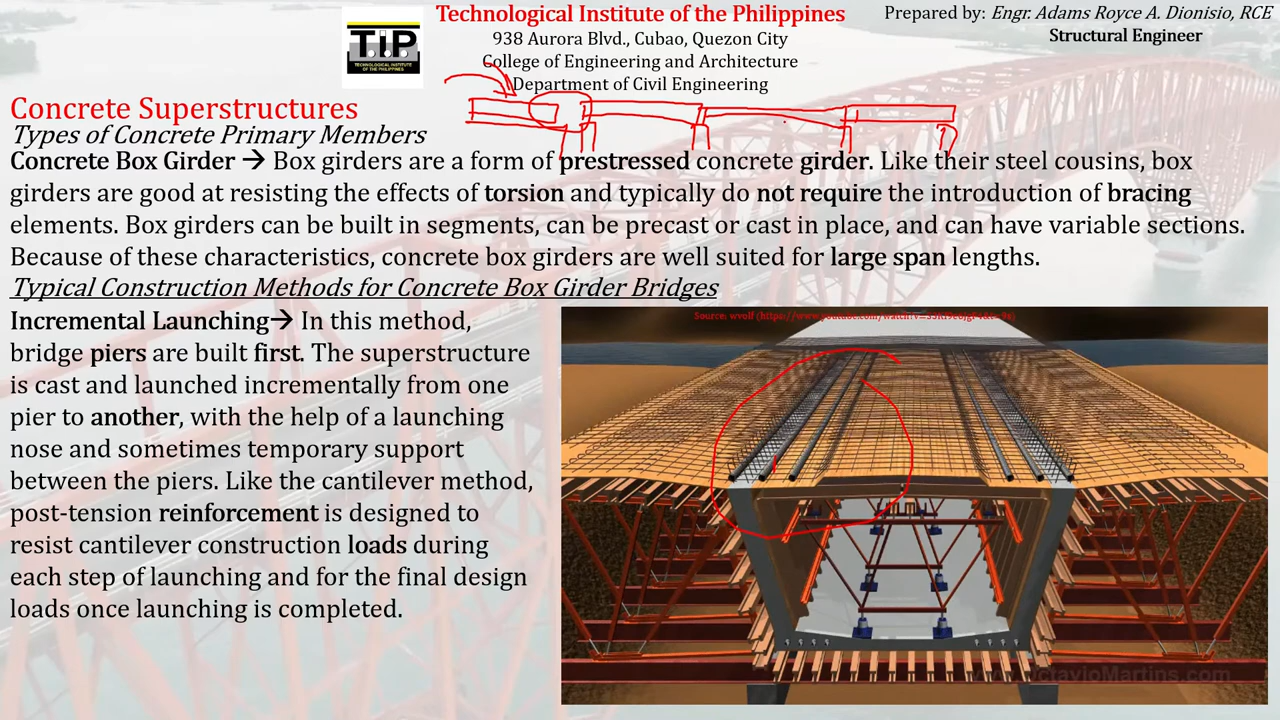 Technological Institute of the Philippines
938 Aurora Blvd., Cubao, Quezon City
College of Engineering and Architecture
Department of Civil Engineering
Prepared by: Engr. Adams Royce A. Dionisio, RCE
Structural Engineer
TiP
TECHNOLOGICAL INSTITUTE
OF THE PHILIPPINES
Concrete Superstructures
Types of Concrete Primary Members
Concrete Box Girder → Box girders are a form of prestressed concrete girder. Like their steel cousins, box
girders are good at resisting the effects of torsion and typically do not require the introduction of bracing
elements. Box girders can be built in segments, can be precast or cast in place, and can have variable sections.
Because of these characteristics, concrete box girders are well suited for large span lengths.
Typical Construction Methods for Concrete Box Girder Bridges
Incremental Launching→ In this method,
bridge piers are built first. The superstructure
is cast and launched incrementally from one
pier to another, with the help of a launching
nose and sometimes temporary support
between the piers. Like the cantilever method,
post-tension reinforcement is designed to
resist cantilever construction loads during
each step of launching and for the final design
loads once launching is completed.
Source: wvolf
OctavioMartins.com